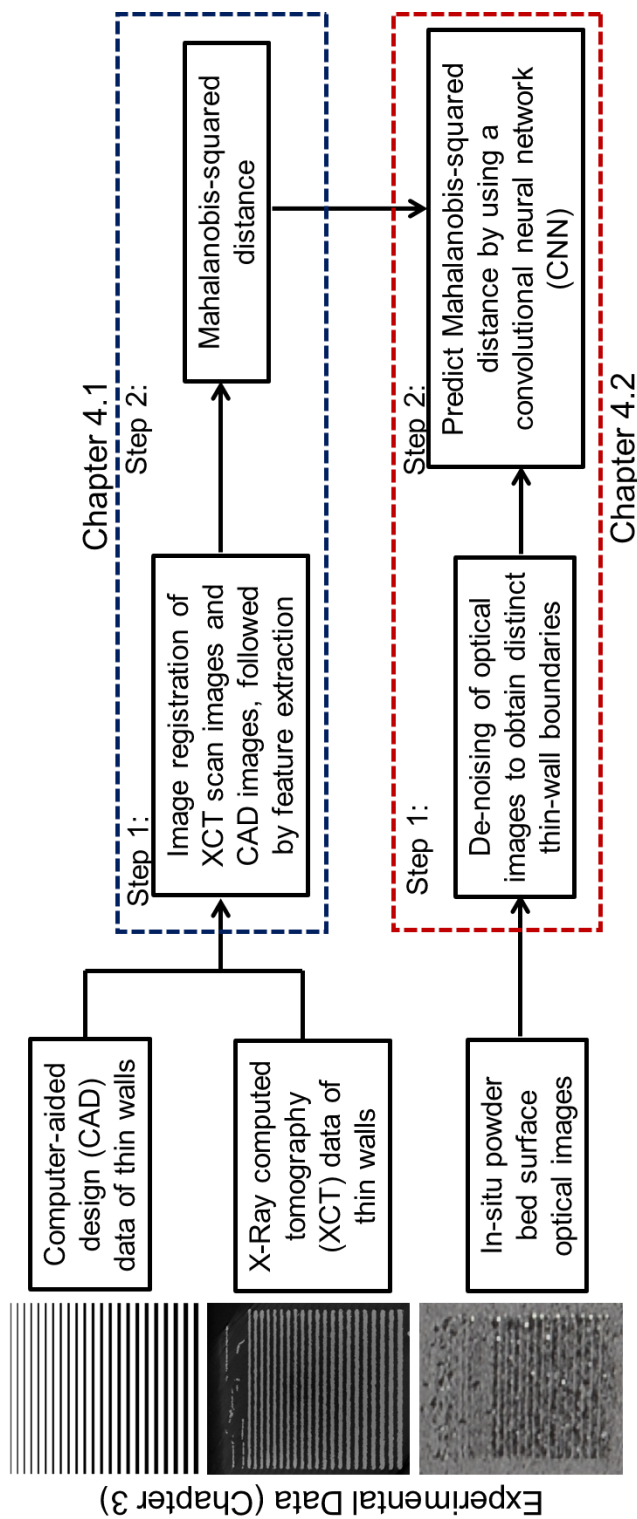 Experimental Data (Chapter 3)
Computer-aided
design (CAD)
data of thin walls
X-Ray computed
tomography
(XCT) data of
thin walls
In-situ powder
bed surface
optical images
Chapter 4.1
Step 1:
Image registration of
XCT scan images and
CAD images, followed
by feature extraction
Step 2:
Mahalanobis-squared
distance
Step 1:
De-noising of optical
images to obtain distinct
thin-wall boundaries
Step 2:
Predict Mahalanobis-squared
distance by using a
convolutional neural network
(CNN)
Chapter 4.2